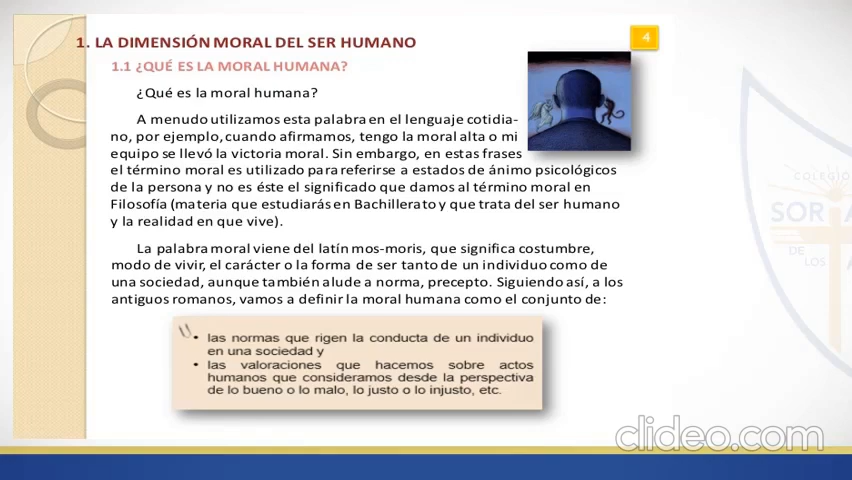 1. LA DIMENSIÓN MORAL DEL SER HUMANO
4
1.1 ¿QUÉ ES LA MORAL HUMANA?
¿Qué es la moral humana?
A menudo utilizamos esta palabra en el lenguaje cotidia-
no, por ejemplo, cuando afirmamos, tengo la moral alta o mi
equipo se llevó la victoria moral. Sin embargo, en estas frases
el término moral es utilizado para referirse a estados de ánimo psicológicos
de la persona y no es éste el significado que damos al término moral en
Filosofía (materia que estudiarás en Bachillerato y que trata del ser humano
y la realidad en que vive).
La palabra moral viene del latín mos-moris, que significa costumbre,
modo de vivir, el carácter o la forma de ser tanto de un individuo como de
una sociedad, aunque también alude a norma, precepto. Siguiendo así, a los
antiguos romanos, vamos a definir la moral humana como el conjunto de:
• las normas que rigen la conducta de un individuo
en una sociedad y
• las valoraciones que hacemos sobre actos
humanos que consideramos desde la perspectiva
de lo bueno o lo malo, lo justo o lo injusto, etc.
COLEGIO
DE LOS
clideo.com